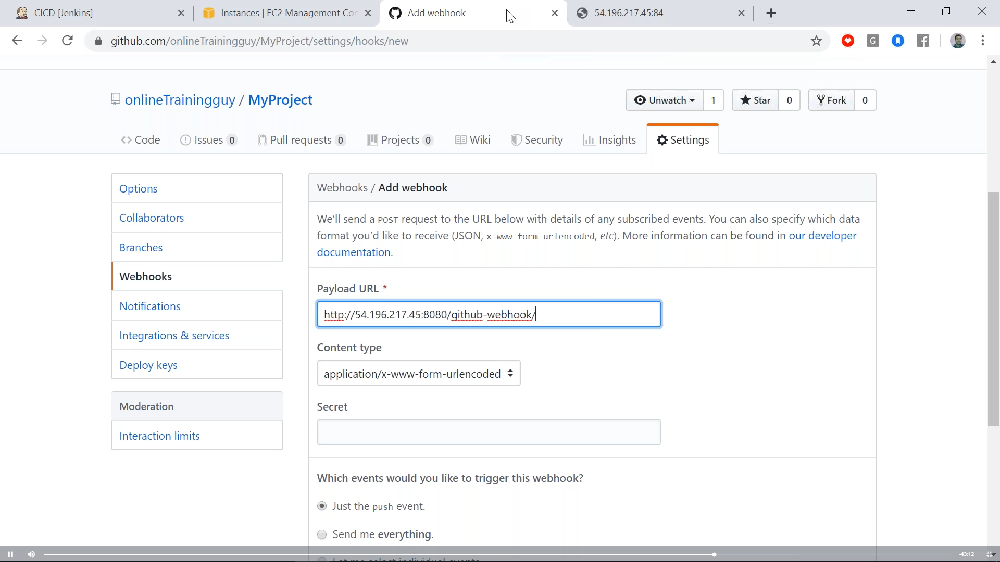 CICD [Jenkins]
Instances | EC2 Management Con
Add webhook
54.196.217.45:84
github.com/onlineTrainingguy/MyProject/settings/hooks/new
G
onlineTrainingguy / MyProject
Unwatch 1
Star 0
Fork 0
Code
Issues 0
Pull requests 0
Projects 0
Wiki
Security
Insights
Settings
Options
Collaborators
Branches
Webhooks
Notifications
Integrations & services
Deploy keys
Moderation
Interaction limits
Webhooks / Add webhook
We'll send a POST request to the URL below with details of any subscribed events. You can also specify which data
format you'd like to receive (JSON, x-www-form-urlencoded, etc). More information can be found in our developer
documentation.
Payload URL *
http://54.196.217.45:8080/github-webhook/
Content type
application/x-www-form-urlencoded
Secret
Which events would you like to trigger this webhook?
Just the push event.
Send me everything.
Let me select individual events.
-43:12